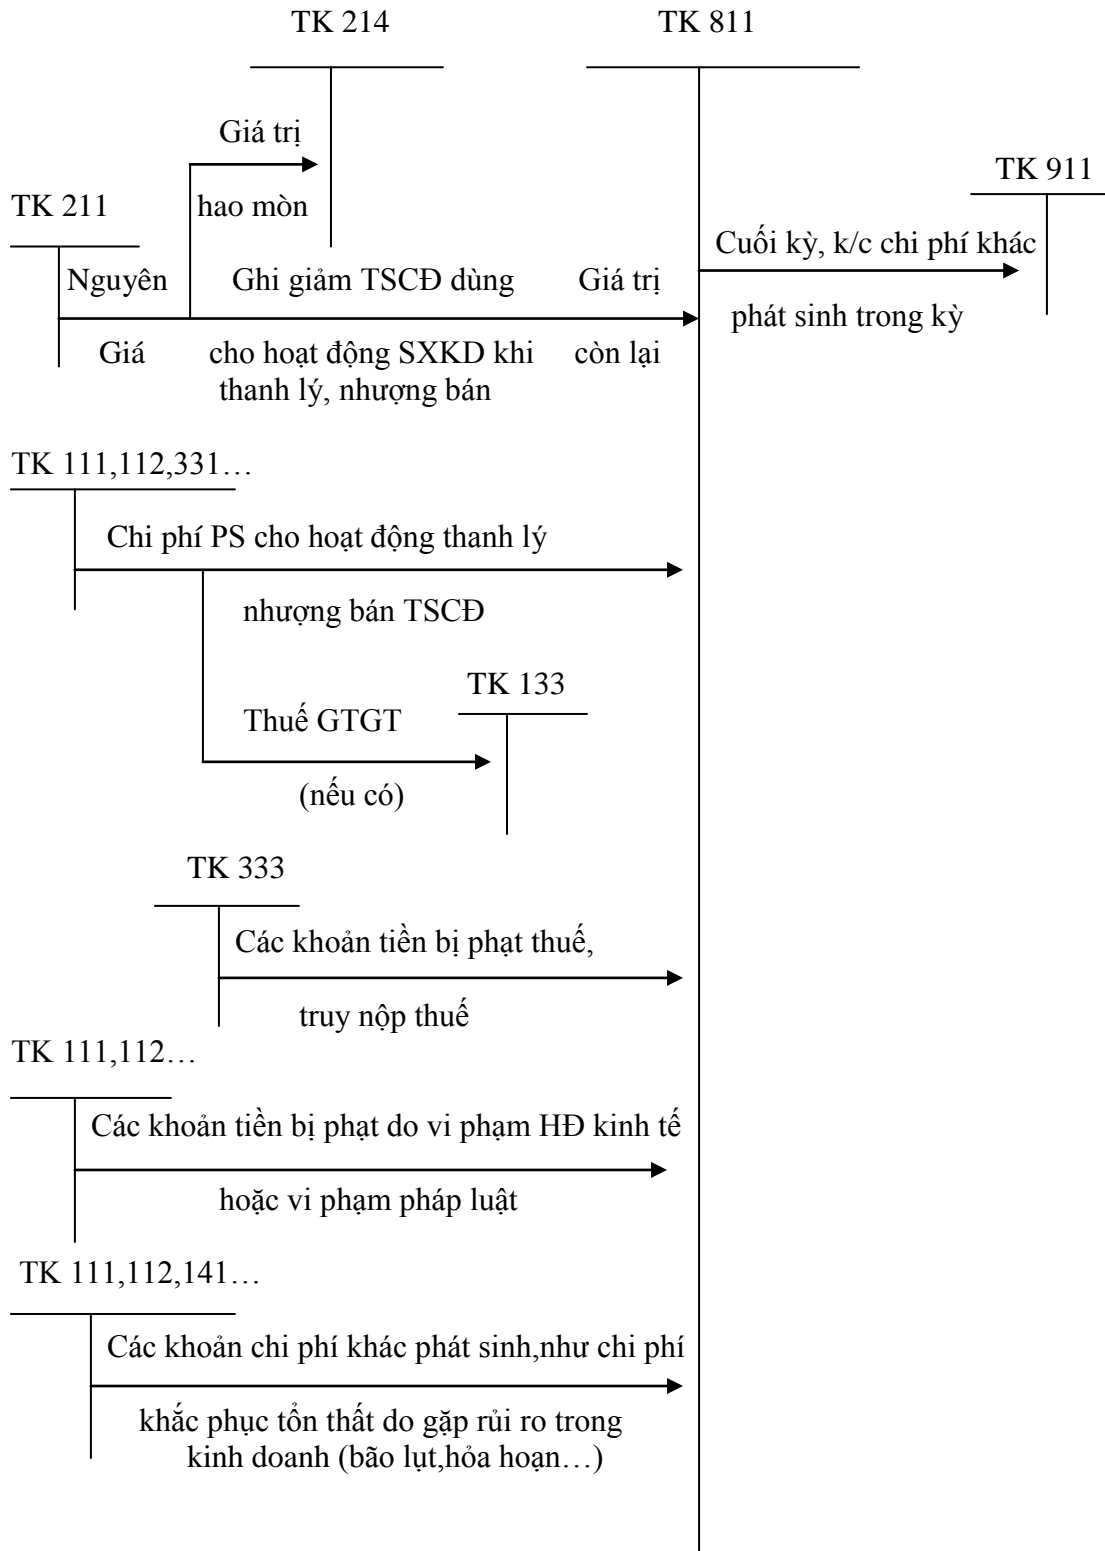 TK 214
TK 811
Giá trị
TK 911
TK 211
hao mòn
Cuối kỳ, k/c chi phí khác
Nguyên
Ghi giảm TSCĐ dùng
Giá trị
phát sinh trong kỳ
Giá
cho hoạt động SXKD khi
còn lại
thanh lý, nhượng bán
TK 111,112,331…
Chi phí PS cho hoạt động thanh lý
nhượng bán TSCĐ
TK 133
Thuế GTGT
(nếu có)
TK 333
Các khoản tiền bị phạt thuế,
truy nộp thuế
TK 111,112…
Các khoản tiền bị phạt do vi phạm HĐ kinh tế
hoặc vi phạm pháp luật
TK 111,112,141…
Các khoản chi phí khác phát sinh,như chi phí
khắc phục tổn thất do gặp rủi ro trong
kinh doanh (bão lụt,hỏa hoạn…)